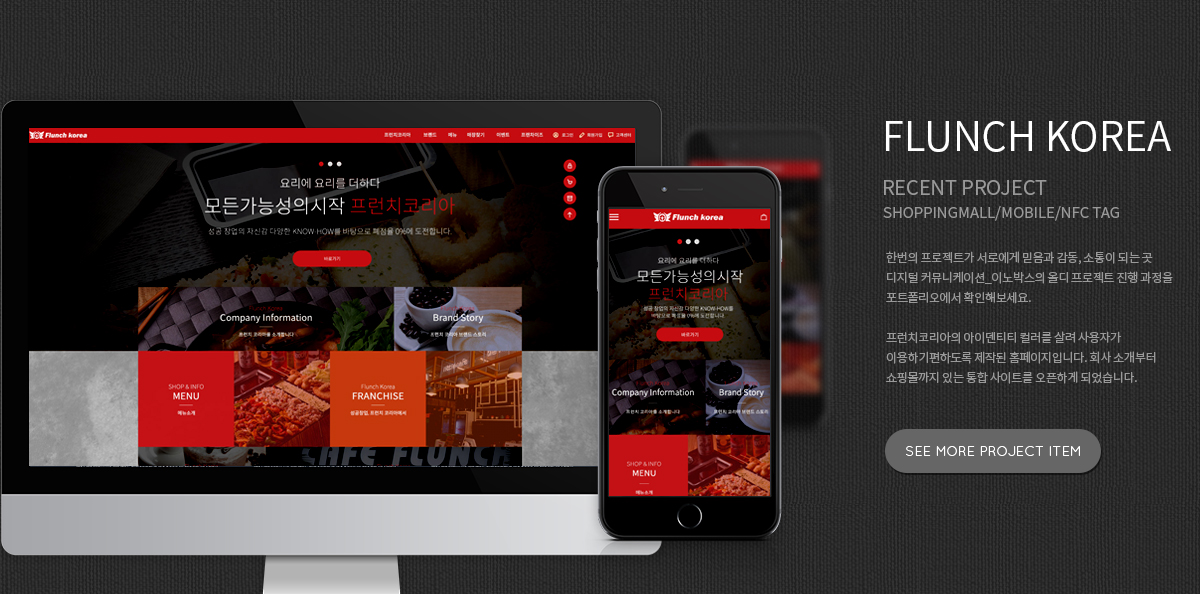 Flunch korea
프런치코리아 브랜드 메뉴 매장찾기 이벤트 프랜차이즈 로그인 회원가입 고객센터
요리에 요리를 더하다
모든가능성의시작 프런치코리아
성공 창업의 자신감 다양한 KNOW-HOW를 바탕으로 폐점율 0%에 도전합니다.
바로가기
Company Information
프런치 코리아를 소개합니다
Brand Story
프런치 코리아 브랜드 스토리
SHOP & INFO
MENU
메뉴소개
Flunch Korea
FRANCHISE
성공창업, 프런치 코리아에서
CAFE FLUNCH
Flunch korea
요리에 요리를 더하다
모든가능성의시작
프런치코리아
성공 창업의 자신감 다양한 KNOW-HOW를
바탕으로 폐점율 0%에 도전합니다.
바로가기
Company Information
프런치 코리아를 소개합니다
Brand Story
프런치 코리아 브랜드 스토리
SHOP & INFO
MENU
메뉴소개
FLUNCH KOREA
RECENT PROJECT
SHOPPINGMALL/MOBILE/NFC TAG
한번의 프로젝트가 서로에게 믿음과 감동, 소통이 되는 곳
디지털 커뮤니케이션_이노박스의 올더 프로젝트 진행 과정을
포트폴리오에서 확인해보세요.
프런치코리아의 아이덴티티 컬러를 살려 사용자가
이용하기편하도록 제작된 홈페이지입니다. 회사 소개부터
쇼핑몰까지 있는 통합 사이트를 오픈하게 되었습니다.
SEE MORE PROJECT ITEM